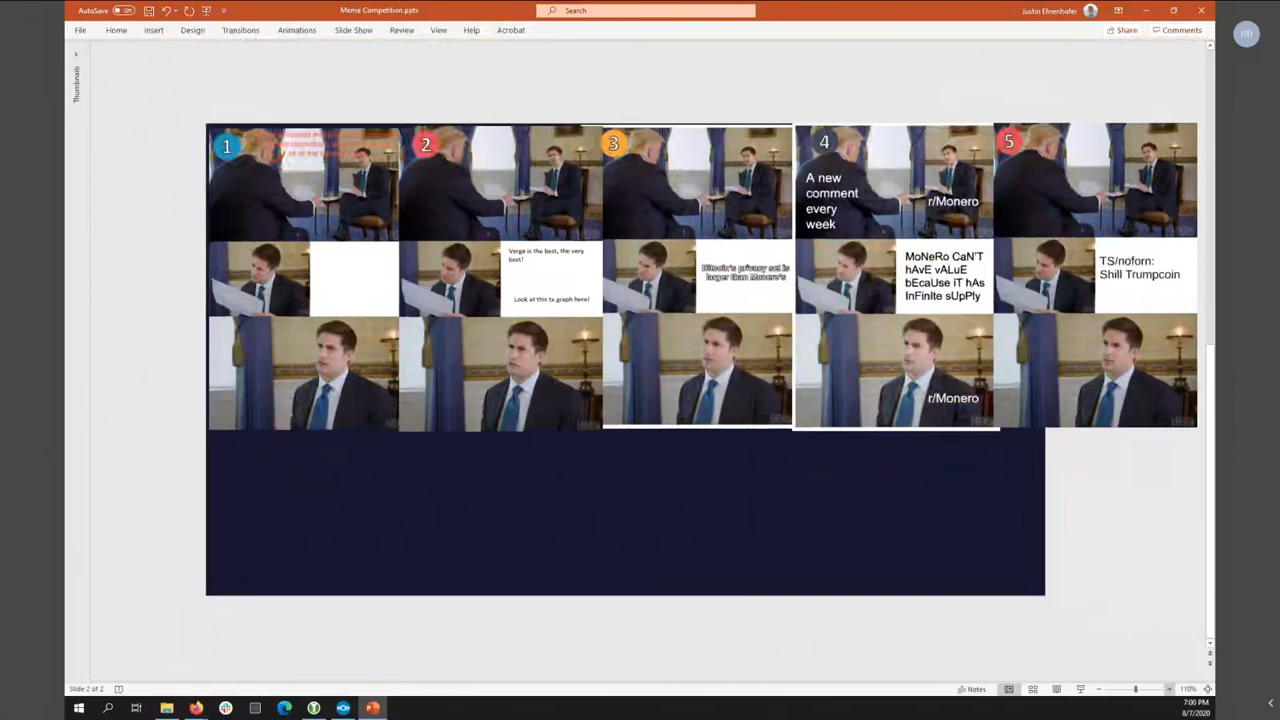 AutoSave
Off
Meme Competition.pptx
Search
Justin Ehrenhofer
File
Home
Insert
Design
Transitions
Animations
Slide Show
Review
View
Help
Acrobat
Share
Comments
HfD
Thumbnails
1
2
3
4
5
A new
comment
every
week
r/Monero
Verge is the best, the very
best!
Look at this tx graph here!
Bitcoin's privacy set is
larger than Monero's
MoNeRo CaN'T
hAvE vALuE
bEcaUse iT hAs
InFinIte sUpPly
TS/noforn:
Shill Trumpcoin
r/Monero
Slide 2 of 2
Notes
110%
7:00 PM
8/7/2020